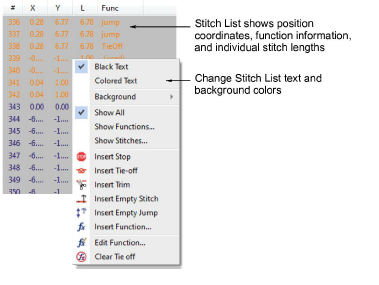 # X Y L Func
336 0.28 6.77 6.78 Jump
337 0.28 6.77 6.78 Jump
338 0.28 6.77 6.78 TieOff
339 -0....
340 -0....
341 0.04 1.00
342 0.04 1.00
343 0.00 0.00
344 -6.... -1....
345 -6.... -1....
346 -6.... -1....
347 -6.... -1....
348 -6.... -1....
349 -6.... -1....
350 -6 -1
Black Text
Colored Text
Background
Show All
Show Functions...
Show Stitches...
Insert Stop
Insert Tie-off
Insert Trim
Insert Empty Stitch
Insert Empty Jump
Insert Function...
Edit Function...
Clear Tie off
Stitch List shows position
coordinates, function information,
and individual stitch lengths
Change Stitch List text and
background colors